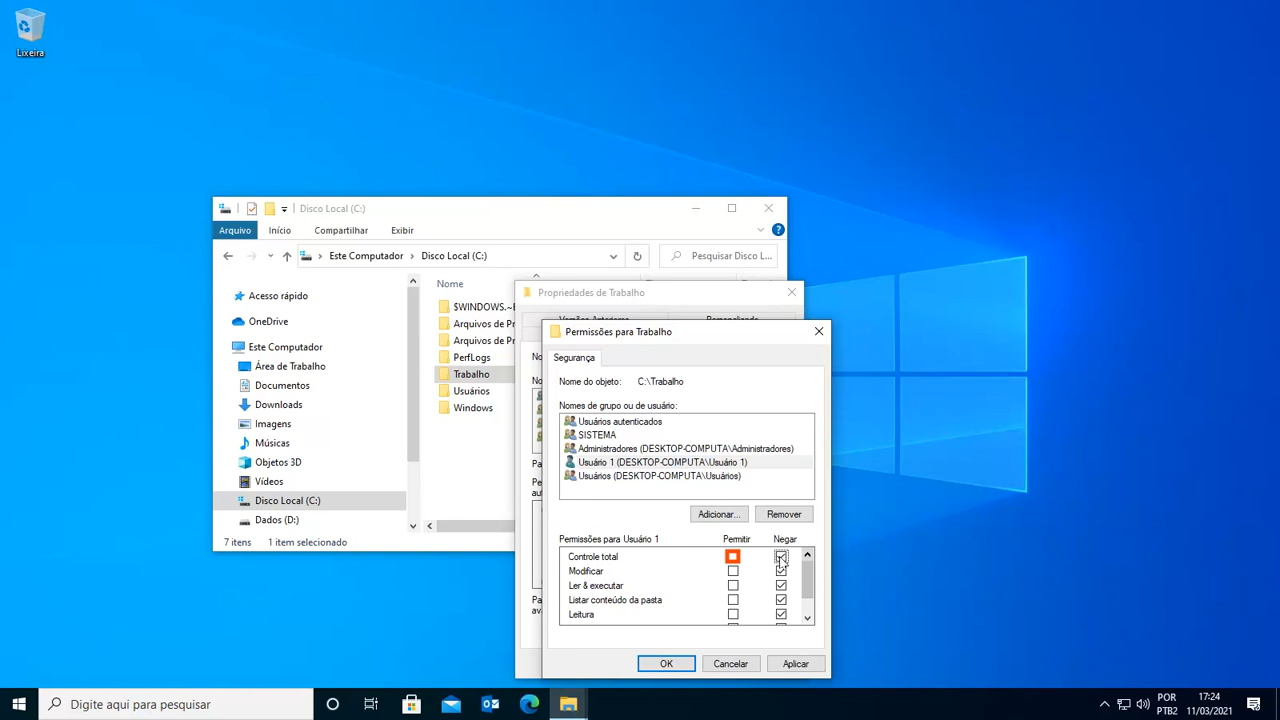 Lixeira
Disco Local (C:)
Arquivo Início Compartilhar Exibir
Este Computador Disco Local (C:) Pesquisar Disco L...
Acesso rápido
OneDrive
Este Computador
Área de Trabalho
Documentos
Downloads
Imagens
Músicas
Objetos 3D
Vídeos
Disco Local (C:)
Dados (D:)
Nome
$WINDOWS.~
Arquivos de Pr
Arquivos de Pr
PerfLogs
Trabalho
Usuários
Windows
7 itens 1 item selecionado
Propriedades de Trabalho
Permissões para Trabalho
Segurança
Nome do objeto: C:\Trabalho
Nomes de grupo ou de usuário:
Usuários autenticados
SISTEMA
Administradores (DESKTOP-COMPUTA\Administradores)
Usuário 1 (DESKTOP-COMPUTA\Usuário 1)
Usuários (DESKTOP-COMPUTA\Usuários)
Adicionar... Remover
Permissões para Usuário 1 Permitir Negar
Controle total
Modificar
Ler & executar
Listar conteúdo da pasta
Leitura
OK Cancelar Aplicar
Digite aqui para pesquisar
POR
PTB2
17:24
11/03/2021